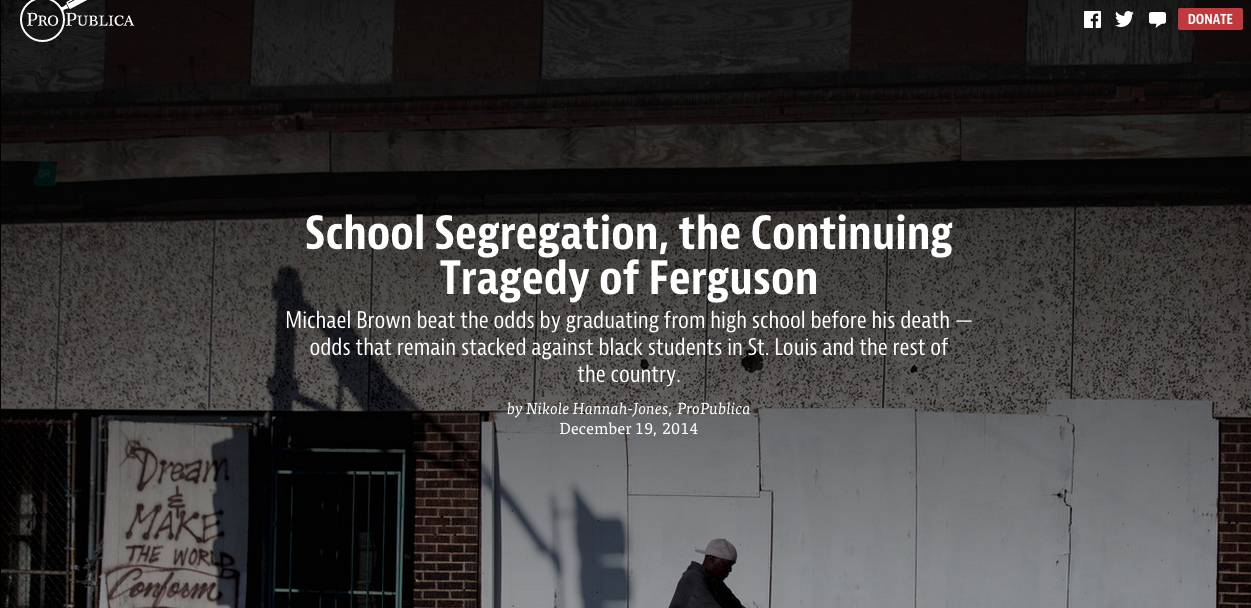 PROPUBLICA
DONATE
DH
School Segregation, the Continuing
Tragedy of Ferguson
Michael Brown beat the odds by graduating from high school before his death —
odds that remain stacked against black students in St. Louis and the rest of
the country.
by Nikole Hannah-Jones, ProPublica
December 19, 2014
Dream
&
MAKE
THE WORLD
Conform